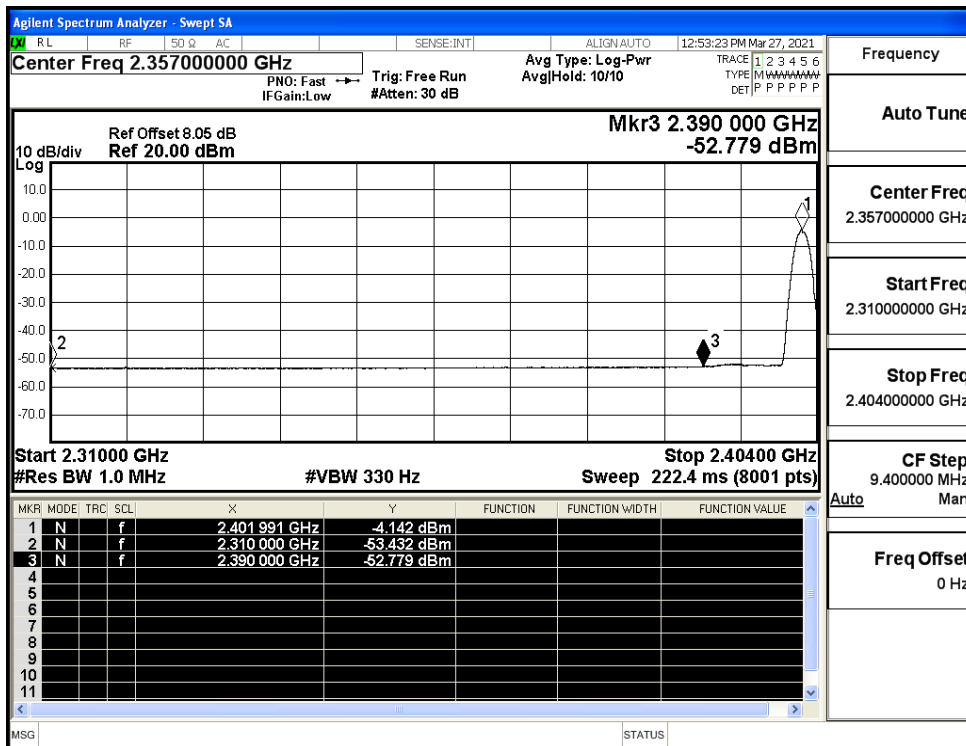 Agilent Spectrum Analyzer - Swept SA
LXI RL RF 50 Ω AC SENSE:INT ALIGN AUTO 12:53:23 PM Mar 27, 2021
Center Freq 2.357000000 GHz
PNO: Fast
IFGain:Low
Trig: Free Run
#Atten: 30 dB
Avg Type: Log-Pwr
Avg|Hold: 10/10
TRACE 1 2 3 4 5 6
TYPE M W W W W W
DET P P P P P P
Ref Offset 8.05 dB
Ref 20.00 dBm
10 dB/div
Log
Mkr3 2.390 000 GHz
-52.779 dBm
10.0
0.00
-10.0
-20.0
-30.0
-40.0
-50.0
-60.0
-70.0
1
2
3
Start 2.31000 GHz Stop 2.40400 GHz
#Res BW 1.0 MHz #VBW 330 Hz Sweep 222.4 ms (8001 pts)
MKR MODE TRC SCL X Y FUNCTION FUNCTION WIDTH FUNCTION VALUE
1 N f 2.401 991 GHz -4.142 dBm
2 N f 2.310 000 GHz -53.432 dBm
3 N f 2.390 000 GHz -52.779 dBm
4
5
6
7
8
9
10
11
MSG STATUS
Frequency
Auto Tune
Center Freq
2.357000000 GHz
Start Freq
2.310000000 GHz
Stop Freq
2.404000000 GHz
CF Step
9.400000 MHz
Auto Man
Freq Offset
0 Hz